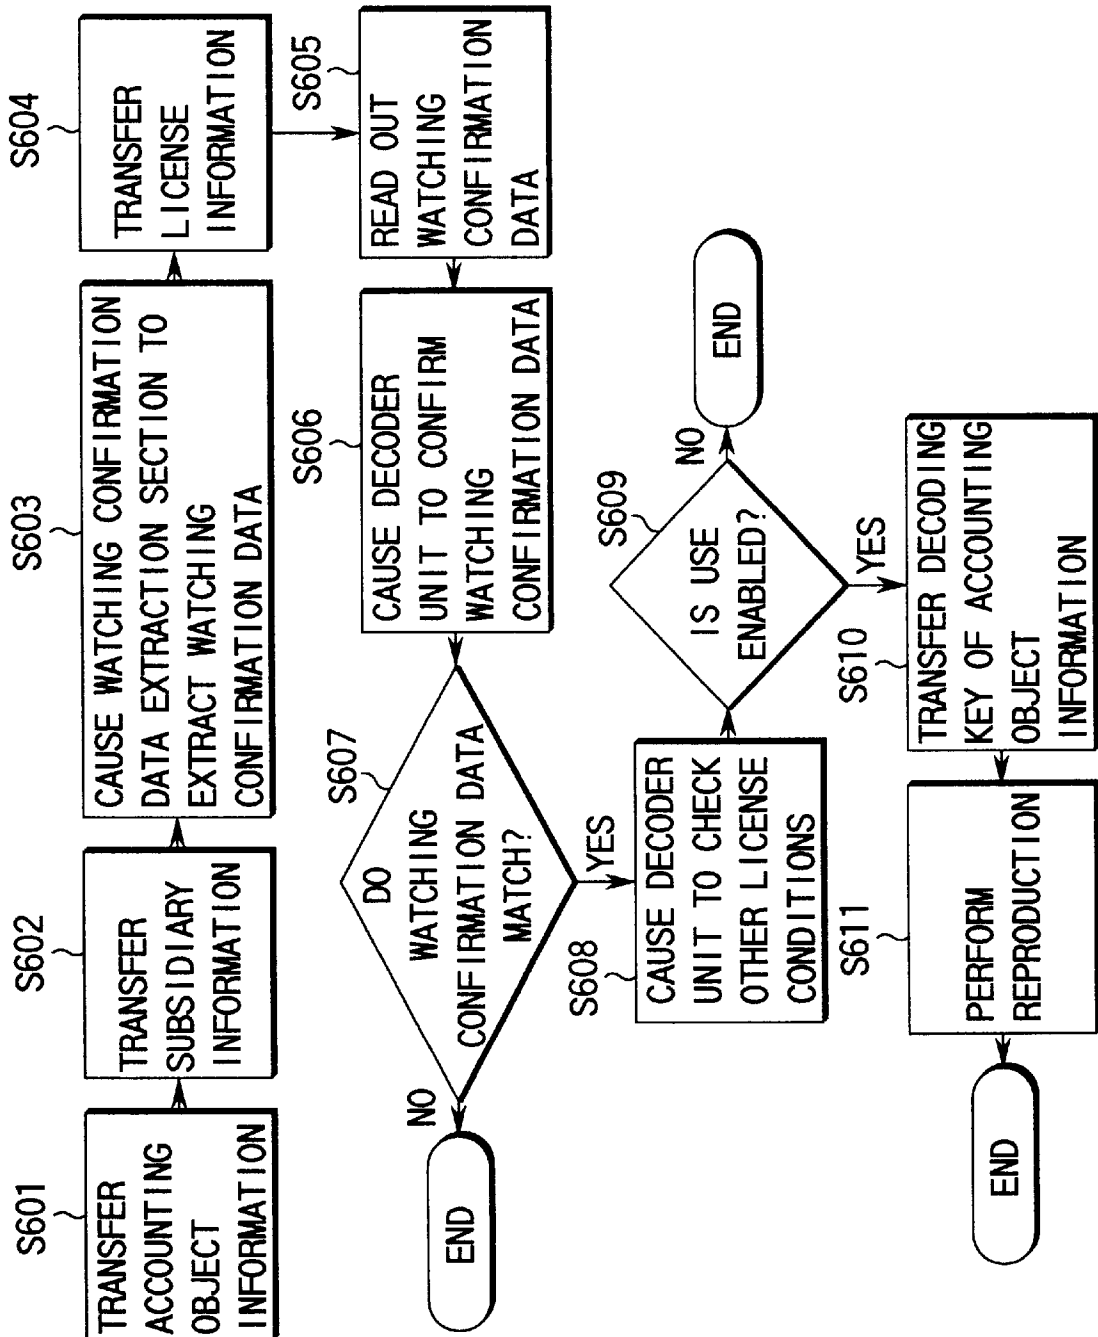 S601
TRANSFER
ACCOUNTING
OBJECT
INFORMATION
S602
TRANSFER
SUBSIDIARY
INFORMATION
S603
CAUSE WATCHING CONFIRMATION
DATA EXTRACTION SECTION TO
EXTRACT WATCHING
CONFIRMATION DATA
S604
TRANSFER
LICENSE
INFORMATION
S605
READ OUT
WATCHING
CONFIRMATION
DATA
S606
CAUSE DECODER
UNIT TO CONFIRM
WATCHING
CONFIRMATION DATA
S607
DO
WATCHING
CONFIRMATION DATA
MATCH?
NO
END
YES
S608
CAUSE DECODER
UNIT TO CHECK
OTHER LICENSE
CONDITIONS
S609
IS USE
ENABLED?
NO
END
YES
S610
TRANSFER DECODING
KEY OF ACCOUNTING
OBJECT
INFORMATION
S611
PERFORM
REPRODUCTION
END